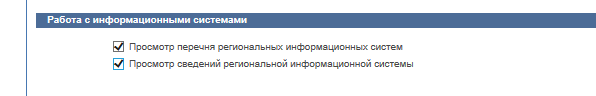 Работа с информационными системами
Просмотр перечня региональных информационных систем
Просмотр сведений региональной информационной системы